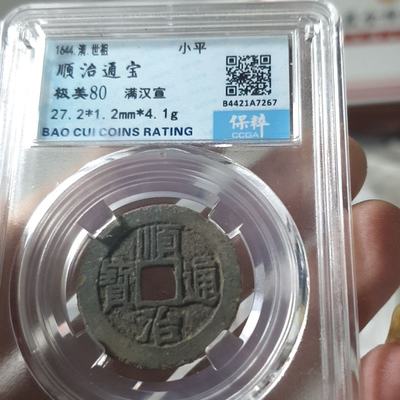 1644.清.世祖 小平
顺治通宝
极美80 满汉宣
27.2*1.2mm*4.1g
BAO CUI COINS RATING
B4421A7267
保粹
CCGA
順
寶 通
治